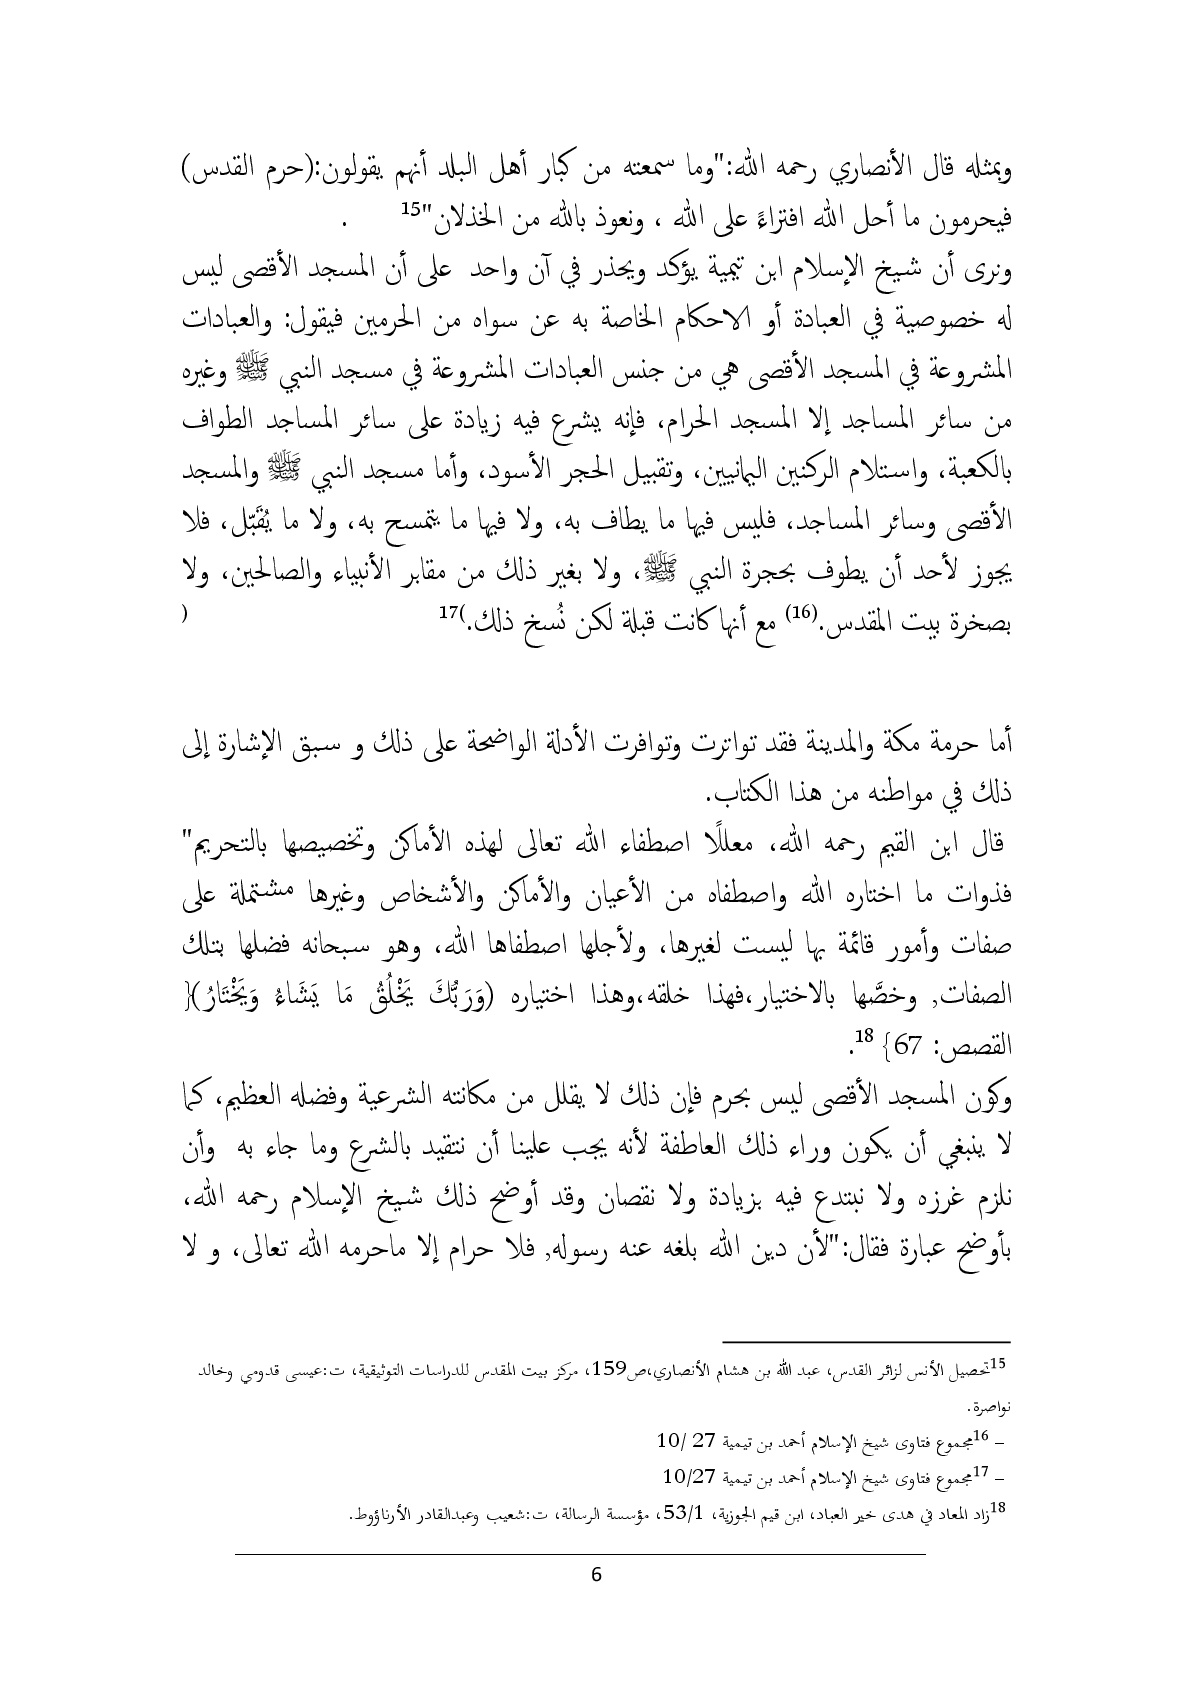 وبمثله قال الأنصاري رحمه الله:"وما سمعته من كبار أهل البلد أنهم يقولون:(حرم القدس)
فيحرمون ما أحل الله افتراءً على الله ، ونعوذ بالله من الخذلان"15 .
ونرى أن شيخ الإسلام ابن تيمية يؤكد ويحذر في آن واحد على أن المسجد الأقصى ليس
له خصوصية في العبادة أو الاحكام الخاصة به عن سواه من الحرمين فيقول: والعبادات
المشروعة في المسجد الأقصى هي من جنس العبادات المشروعة في مسجد النبي ﷺ وغيره
من سائر المساجد إلا المسجد الحرام، فإنه يشرع فيه زيادة على سائر المساجد الطواف
بالكعبة، واستلام الركنين اليمانيين، وتقبيل الحجر الأسود، وأما مسجد النبي ﷺ والمسجد
الأقصى وسائر المساجد، فليس فيها ما يطاف به، ولا فيها ما يتمسح به، ولا ما يُقَبّل، فلا
يجوز لأحد أن يطوف بحجرة النبي ﷺ، ولا بغير ذلك من مقابر الأنبياء والصالحين، ولا
بصخرة بيت المقدس.(16) مع أنها كانت قبلة لكن نُسخ ذلك.)17 (
أما حرمة مكة والمدينة فقد تواترت وتوافرت الأدلة الواضحة على ذلك و سبق الإشارة إلى
ذلك في مواطنه من هذا الكتاب.
قال ابن القيم رحمه الله، معللًا اصطفاء الله تعالى لهذه الأماكن وتخصيصها بالتحريم"
فذوات ما اختاره الله واصطفاه من الأعيان والأماكن والأشخاص وغيرها مشتملة على
صفات وأمور قائمة بها ليست لغيرها، ولأجلها اصطفاها الله، وهو سبحانه فضلها بتلك
الصفات, وخصَّها بالاختيار،فهذا خلقه،وهذا اختياره (وَرَبُّكَ يَخْلُقُ مَا يَشَاءُ وَيَخْتَارُ){
القصص: 67} 18.
وكون المسجد الأقصى ليس بحرم فإن ذلك لا يقلل من مكانته الشرعية وفضله العظيم، كما
لا ينبغي أن يكون وراء ذلك العاطفة لأنه يجب علينا أن نتقيد بالشرع وما جاء به وأن
نلزم غرزه ولا نبتدع فيه بزيادة ولا نقصان وقد أوضح ذلك شيخ الإسلام رحمه الله،
بأوضح عبارة فقال:"لأن دين الله بلغه عنه رسوله, فلا حرام إلا ماحرمه الله تعالى، و لا
15تحصيل الأنس لزائر القدس، عبد الله بن هشام الأنصاري،ص159، مركز بيت المقدس للدراسات التوثيقية، ت:عيسى قدومي وخالد
نواصرة.
– 16مجموع فتاوى شيخ الإسلام أحمد بن تيمية 27 /10
– 17مجموع فتاوى شيخ الإسلام أحمد بن تيمية 10/27
18زاد المعاد في هدى خير العباد، ابن قيم الجوزية، 53/1، مؤسسة الرسالة، ت:شعيب وعبدالقادر الأرناؤوط.
6